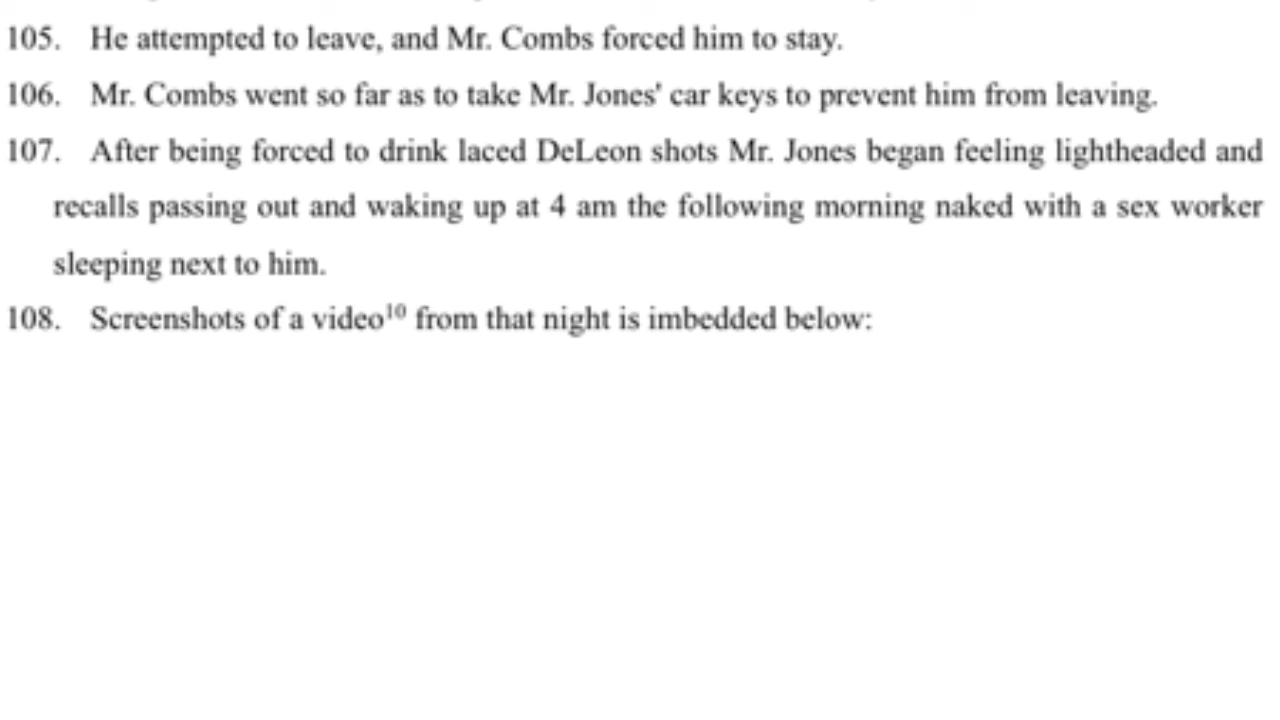 105. He attempted to leave, and Mr. Combs forced him to stay.
106. Mr. Combs went so far as to take Mr. Jones' car keys to prevent him from leaving.
107. After being forced to drink laced DeLeon shots Mr. Jones began feeling lightheaded and
recalls passing out and waking up at 4 am the following morning naked with a sex worker
sleeping next to him.
108. Screenshots of a video¹⁰ from that night is imbedded below: